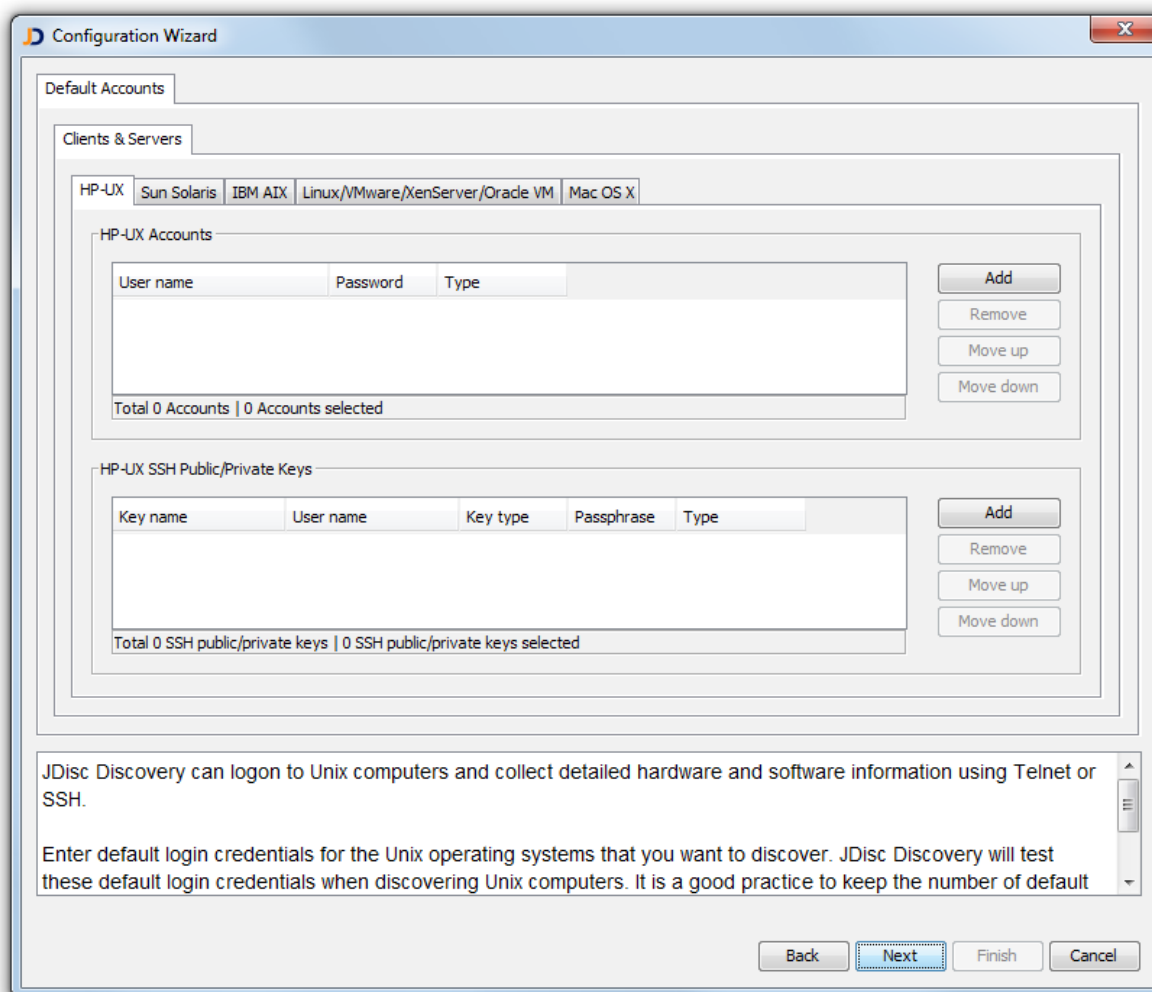 JD Configuration Wizard
Default Accounts
Clients & Servers
HP-UX Sun Solaris IBM AIX Linux/VMware/XenServer/Oracle VM Mac OS X
HP-UX Accounts
User name Password Type
Add
Remove
Move up
Move down
Total 0 Accounts | 0 Accounts selected
HP-UX SSH Public/Private Keys
Key name User name Key type Passphrase Type
Add
Remove
Move up
Move down
Total 0 SSH public/private keys | 0 SSH public/private keys selected
JDisc Discovery can logon to Unix computers and collect detailed hardware and software information using Telnet or
SSH.
Enter default login credentials for the Unix operating systems that you want to discover. JDisc Discovery will test
these default login credentials when discovering Unix computers. It is a good practice to keep the number of default
Back Next Finish Cancel